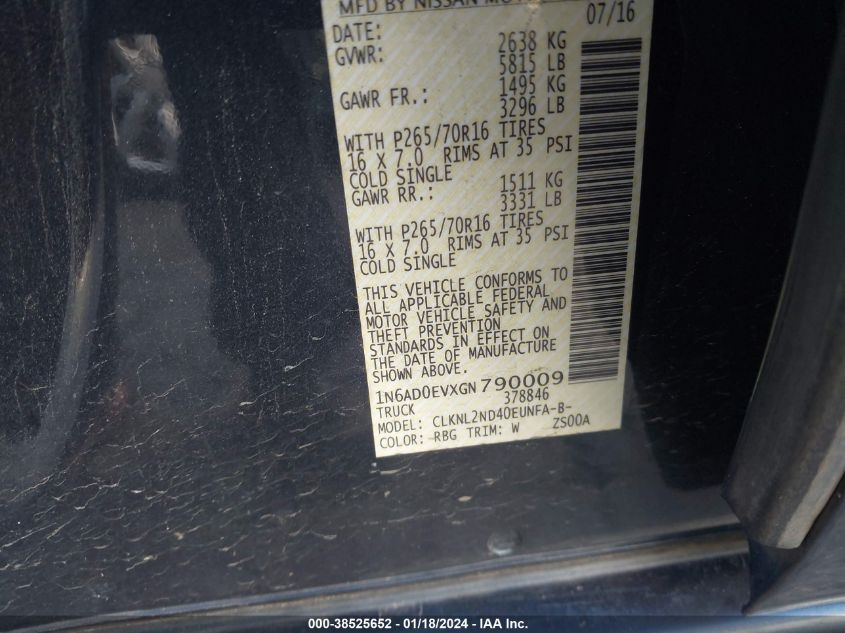 MFD BY NISSAN MOTOR
DATE: 07/16
GVWR: 2638 KG
5815 LB
GAWR FR.: 1495 KG
3296 LB
WITH P265/70R16 TIRES
16 X 7.0 RIMS AT 35 PSI
COLD SINGLE
GAWR RR.: 1511 KG
3331 LB
WITH P265/70R16 TIRES
16 X 7.0 RIMS AT 35 PSI
COLD SINGLE
THIS VEHICLE CONFORMS TO
ALL APPLICABLE FEDERAL
MOTOR VEHICLE SAFETY AND
THEFT PREVENTION
STANDARDS IN EFFECT ON
THE DATE OF MANUFACTURE
SHOWN ABOVE.
1N6AD0EVXGN790009
TRUCK 378846
MODEL: CLKNL2ND40EUNFA-B-
COLOR: RBG TRIM: W ZS00A
000-38525652 / 01/18/2024 - IAA Inc.